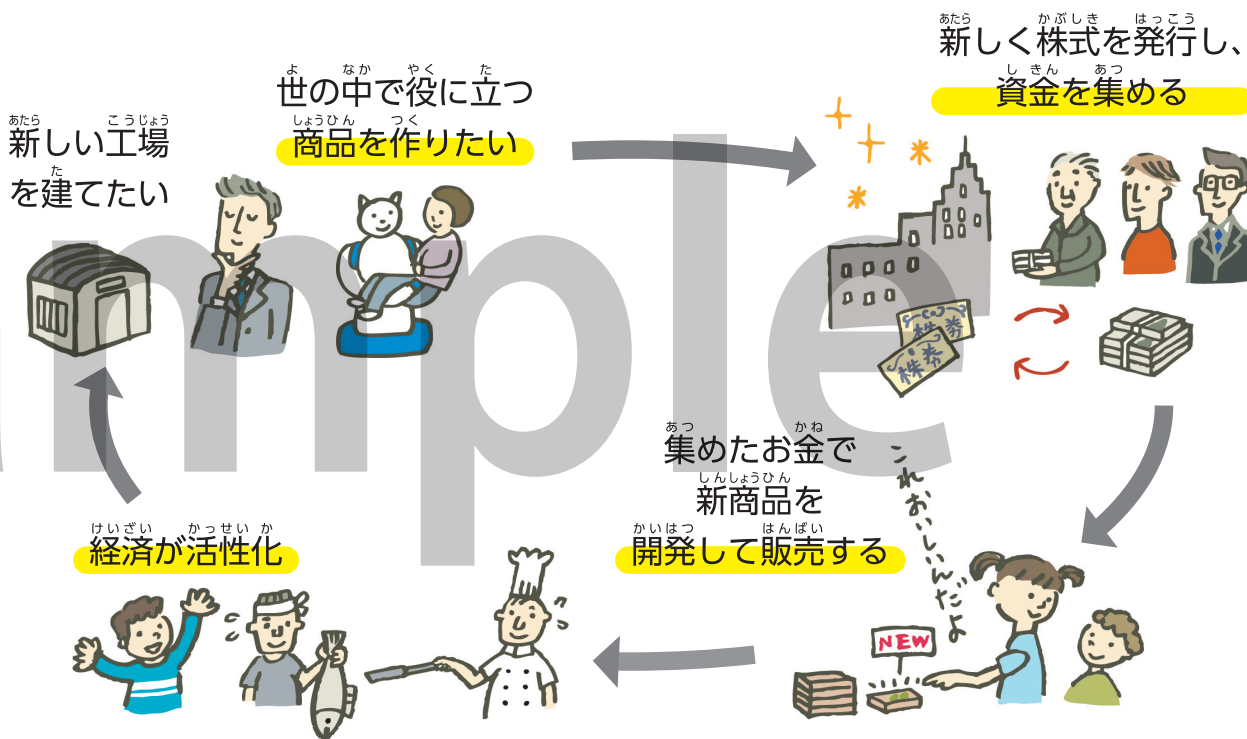 新しい工場
を建てたい
世の中で役に立つ
商品を作りたい
新しく株式を発行し、
資金を集める
株券
株券
集めたお金で
新商品を
開発して販売する
これおいしいんだよ
NEW
経済が活性化
ample